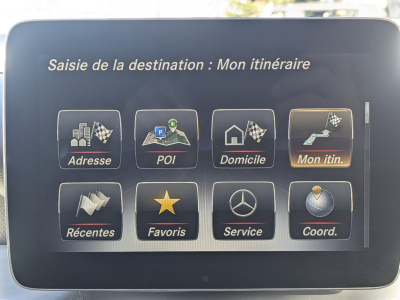 Saisie de la destination : Mon itinéraire
Adresse
POI
Domicile
Mon itin.
Récentes
Favoris
Service
Coord.